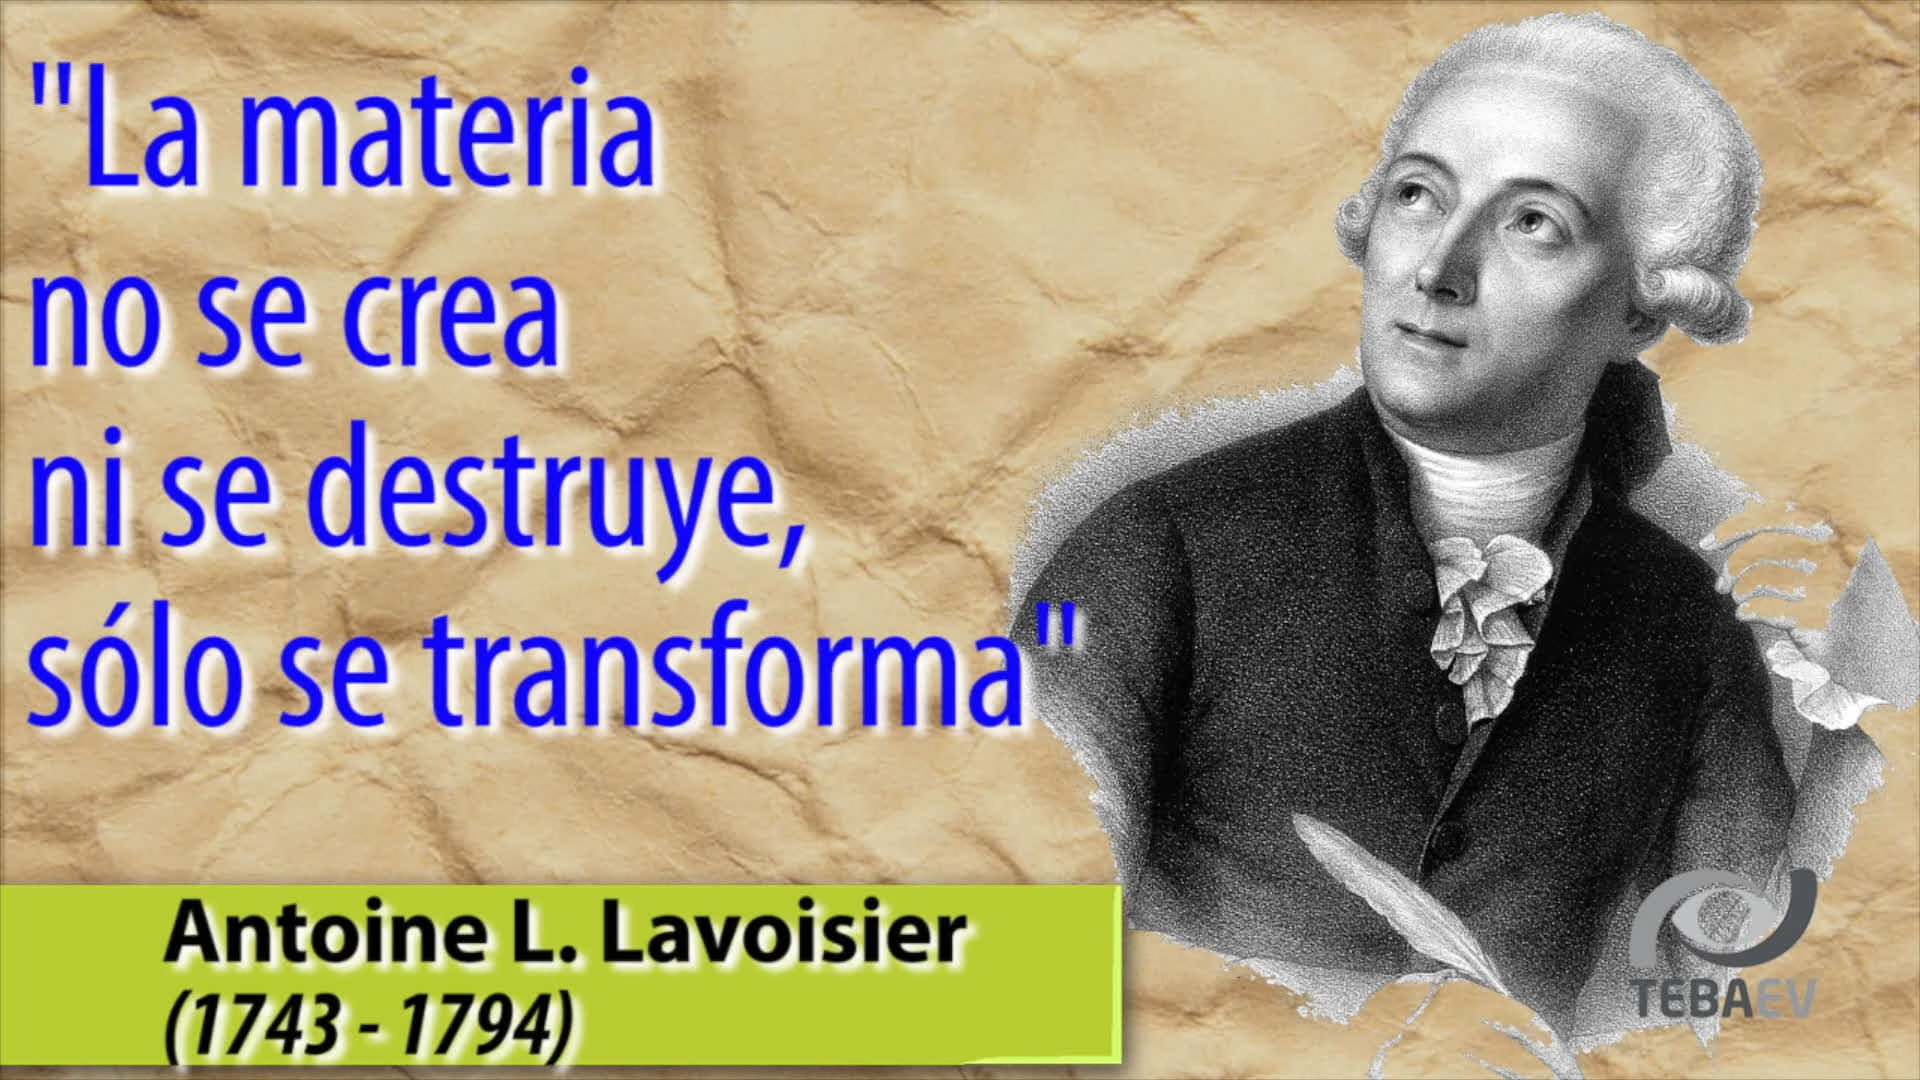 "La materia
no se crea
ni se destruye,
sólo se transforma"
Antoine L. Lavoisier
(1743 - 1794)
TEBAEV